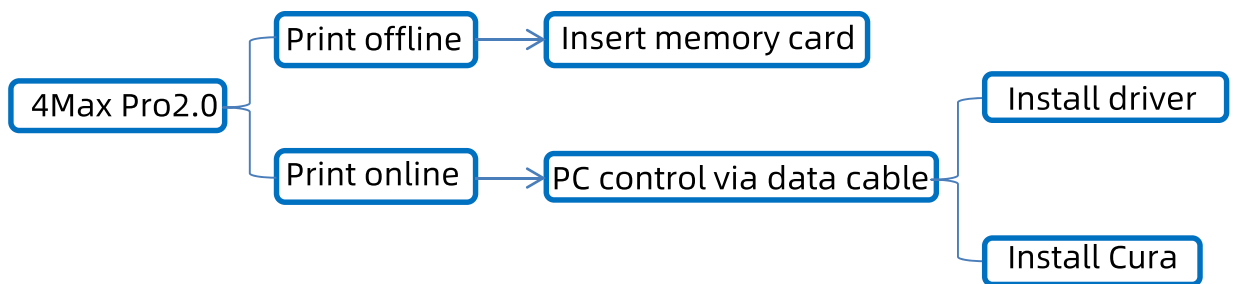 Print offline
Insert memory card
4Max Pro2.0
Install driver
Print online
PC control via data cable
Install Cura